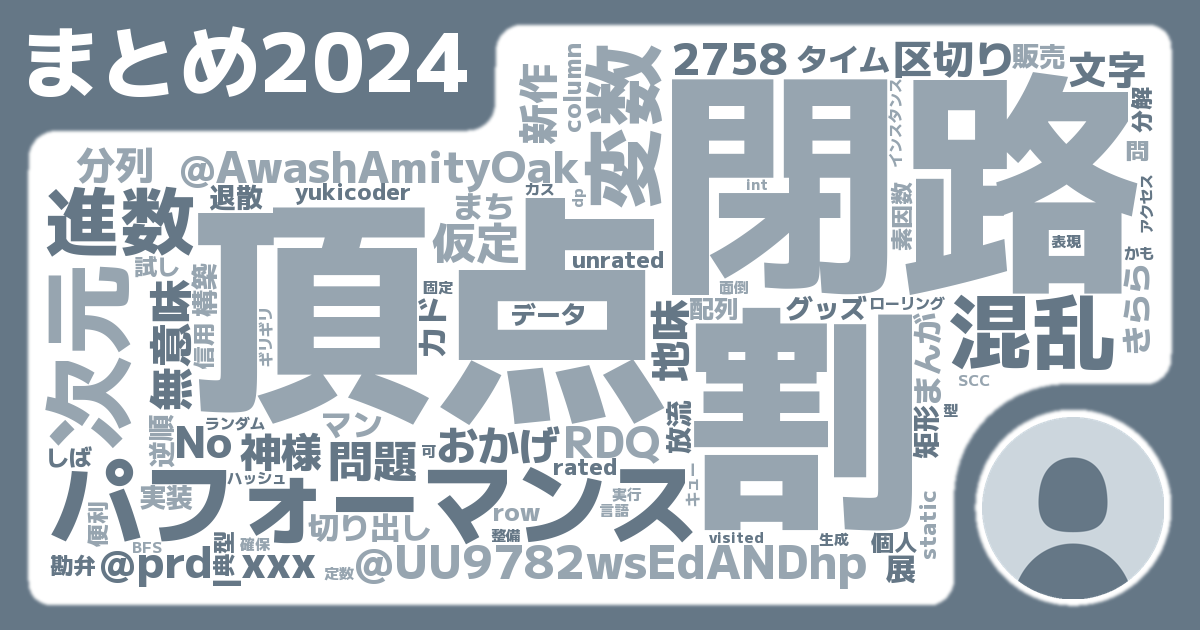 まとめ2024
2758
タイム
区切り
販売
文字
新作
column
変数
閉路
インスタンス
分解
問
分列
@AwashAmityOak
カス
dp
int
素因数
アクセス
表現
かも
進数
退散
yukicoder
まち
仮定
unrated
頂点
試し
構築
次元
無意味
信用
ギリギリ
固定
ガド
データ
地味
配列
面倒
グッズ
ローリング
混乱
きらら
まんが
割
SCC
型
矩形
放流
逆順
ランダム
マン
No
神様
問題
可
おかげ
RDQ
しば
ハッシュ
rated
パフォーマンス
キュー
実装
便利
切り出し
row
実行
言語
static
BFS
典型
確保
整備
visited
生成
個人
展
勘弁
@prd_xxx
定数
@UU9782wsEdANDhp